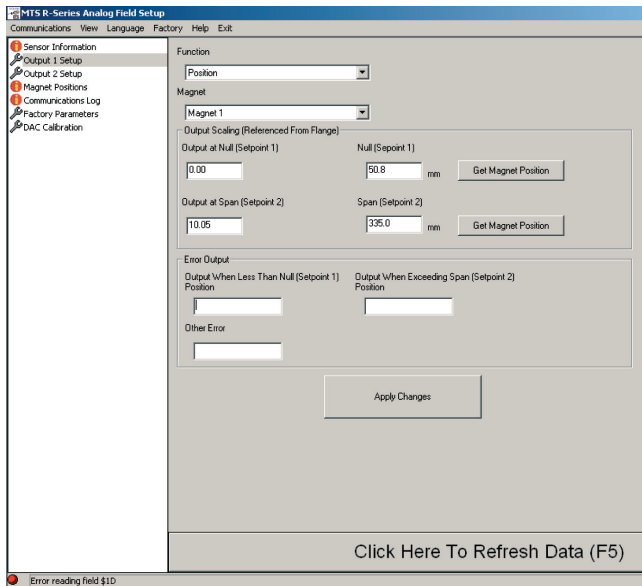 MTS R-Series Analog Field Setup
Communications View Language Factory Help Exit
Sensor Information
Output 1 Setup
Output 2 Setup
Magnet Positions
Communications Log
Factory Parameters
DAC Calibration
Function
Position
Magnet
Magnet 1
Output Scaling (Referenced From Flange)
Output at Null (Setpoint 1) Null (Sepoint 1)
0.00 50.8 mm Get Magnet Position
Output at Span (Setpoint 2) Span (Setpoint 2)
10.05 335.0 mm Get Magnet Position
Error Output
Output When Less Than Null (Setpoint 1) Position
Output When Exceeding Span (Setpoint 2) Position
Other Error
Apply Changes
Click Here To Refresh Data (F5)
Error reading field $1D